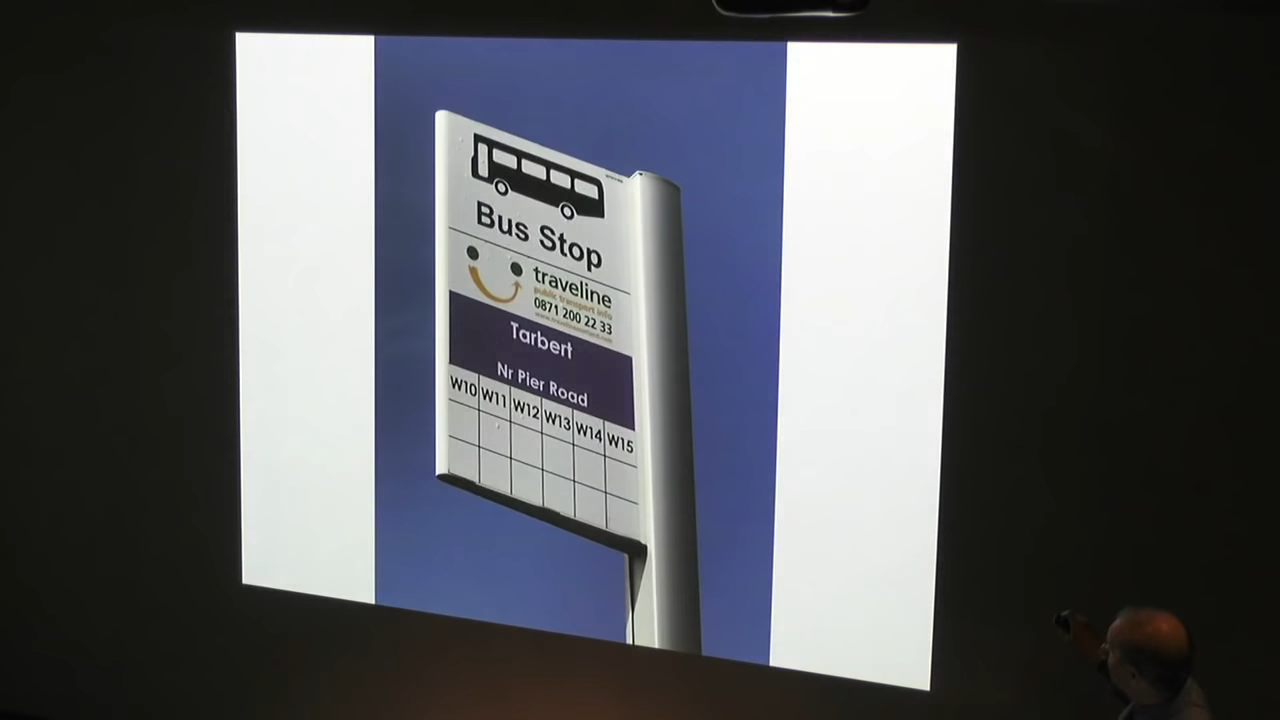 Bus Stop
traveline
public transport info
0871 200 22 33
Tarbert
Nr Pier Road
W10 W11 W12 W13 W14 W15